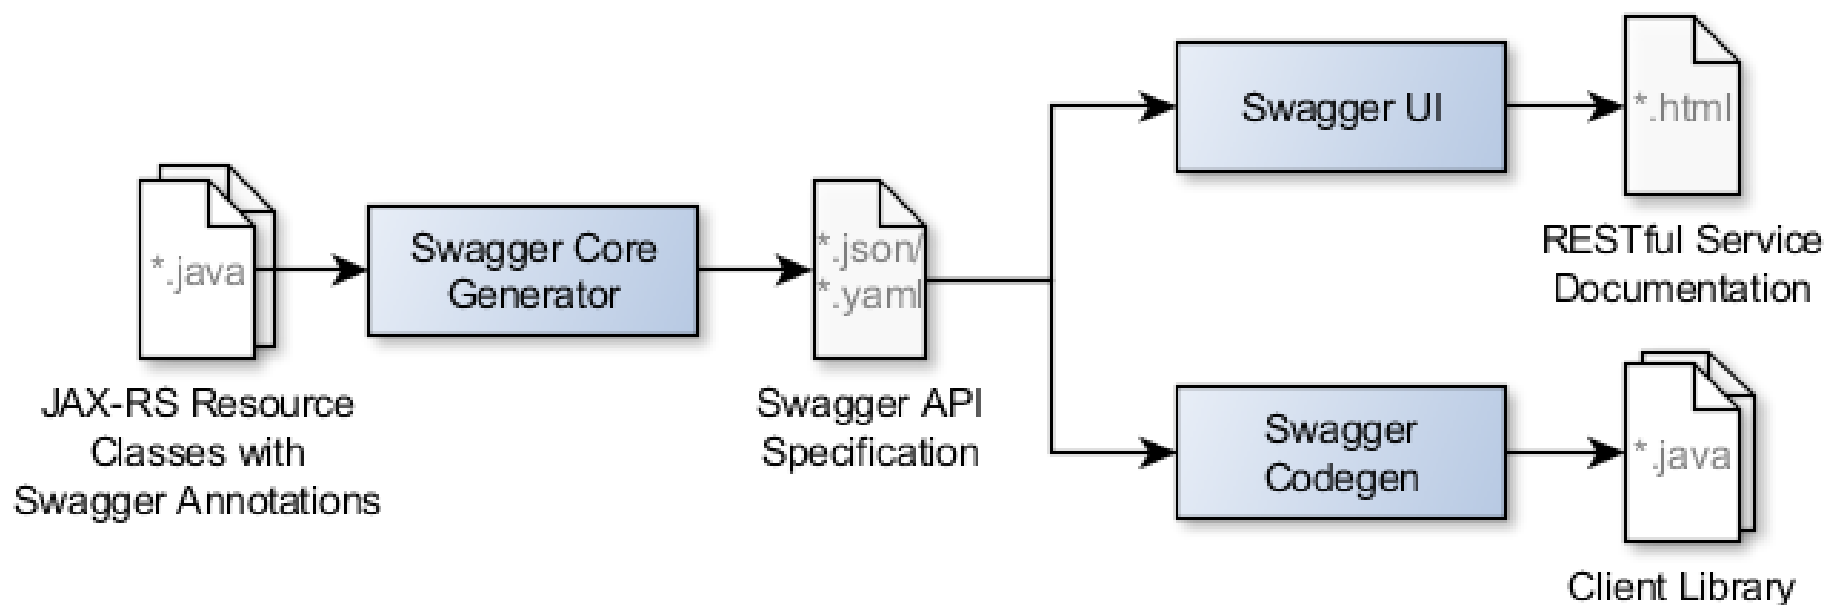 *.java
JAX-RS Resource
Classes with
Swagger Annotations
Swagger Core
Generator
*.json/
*.yaml
Swagger API
Specification
Swagger UI
*.html
RESTful Service
Documentation
Swagger
Codegen
*.java
Client Library